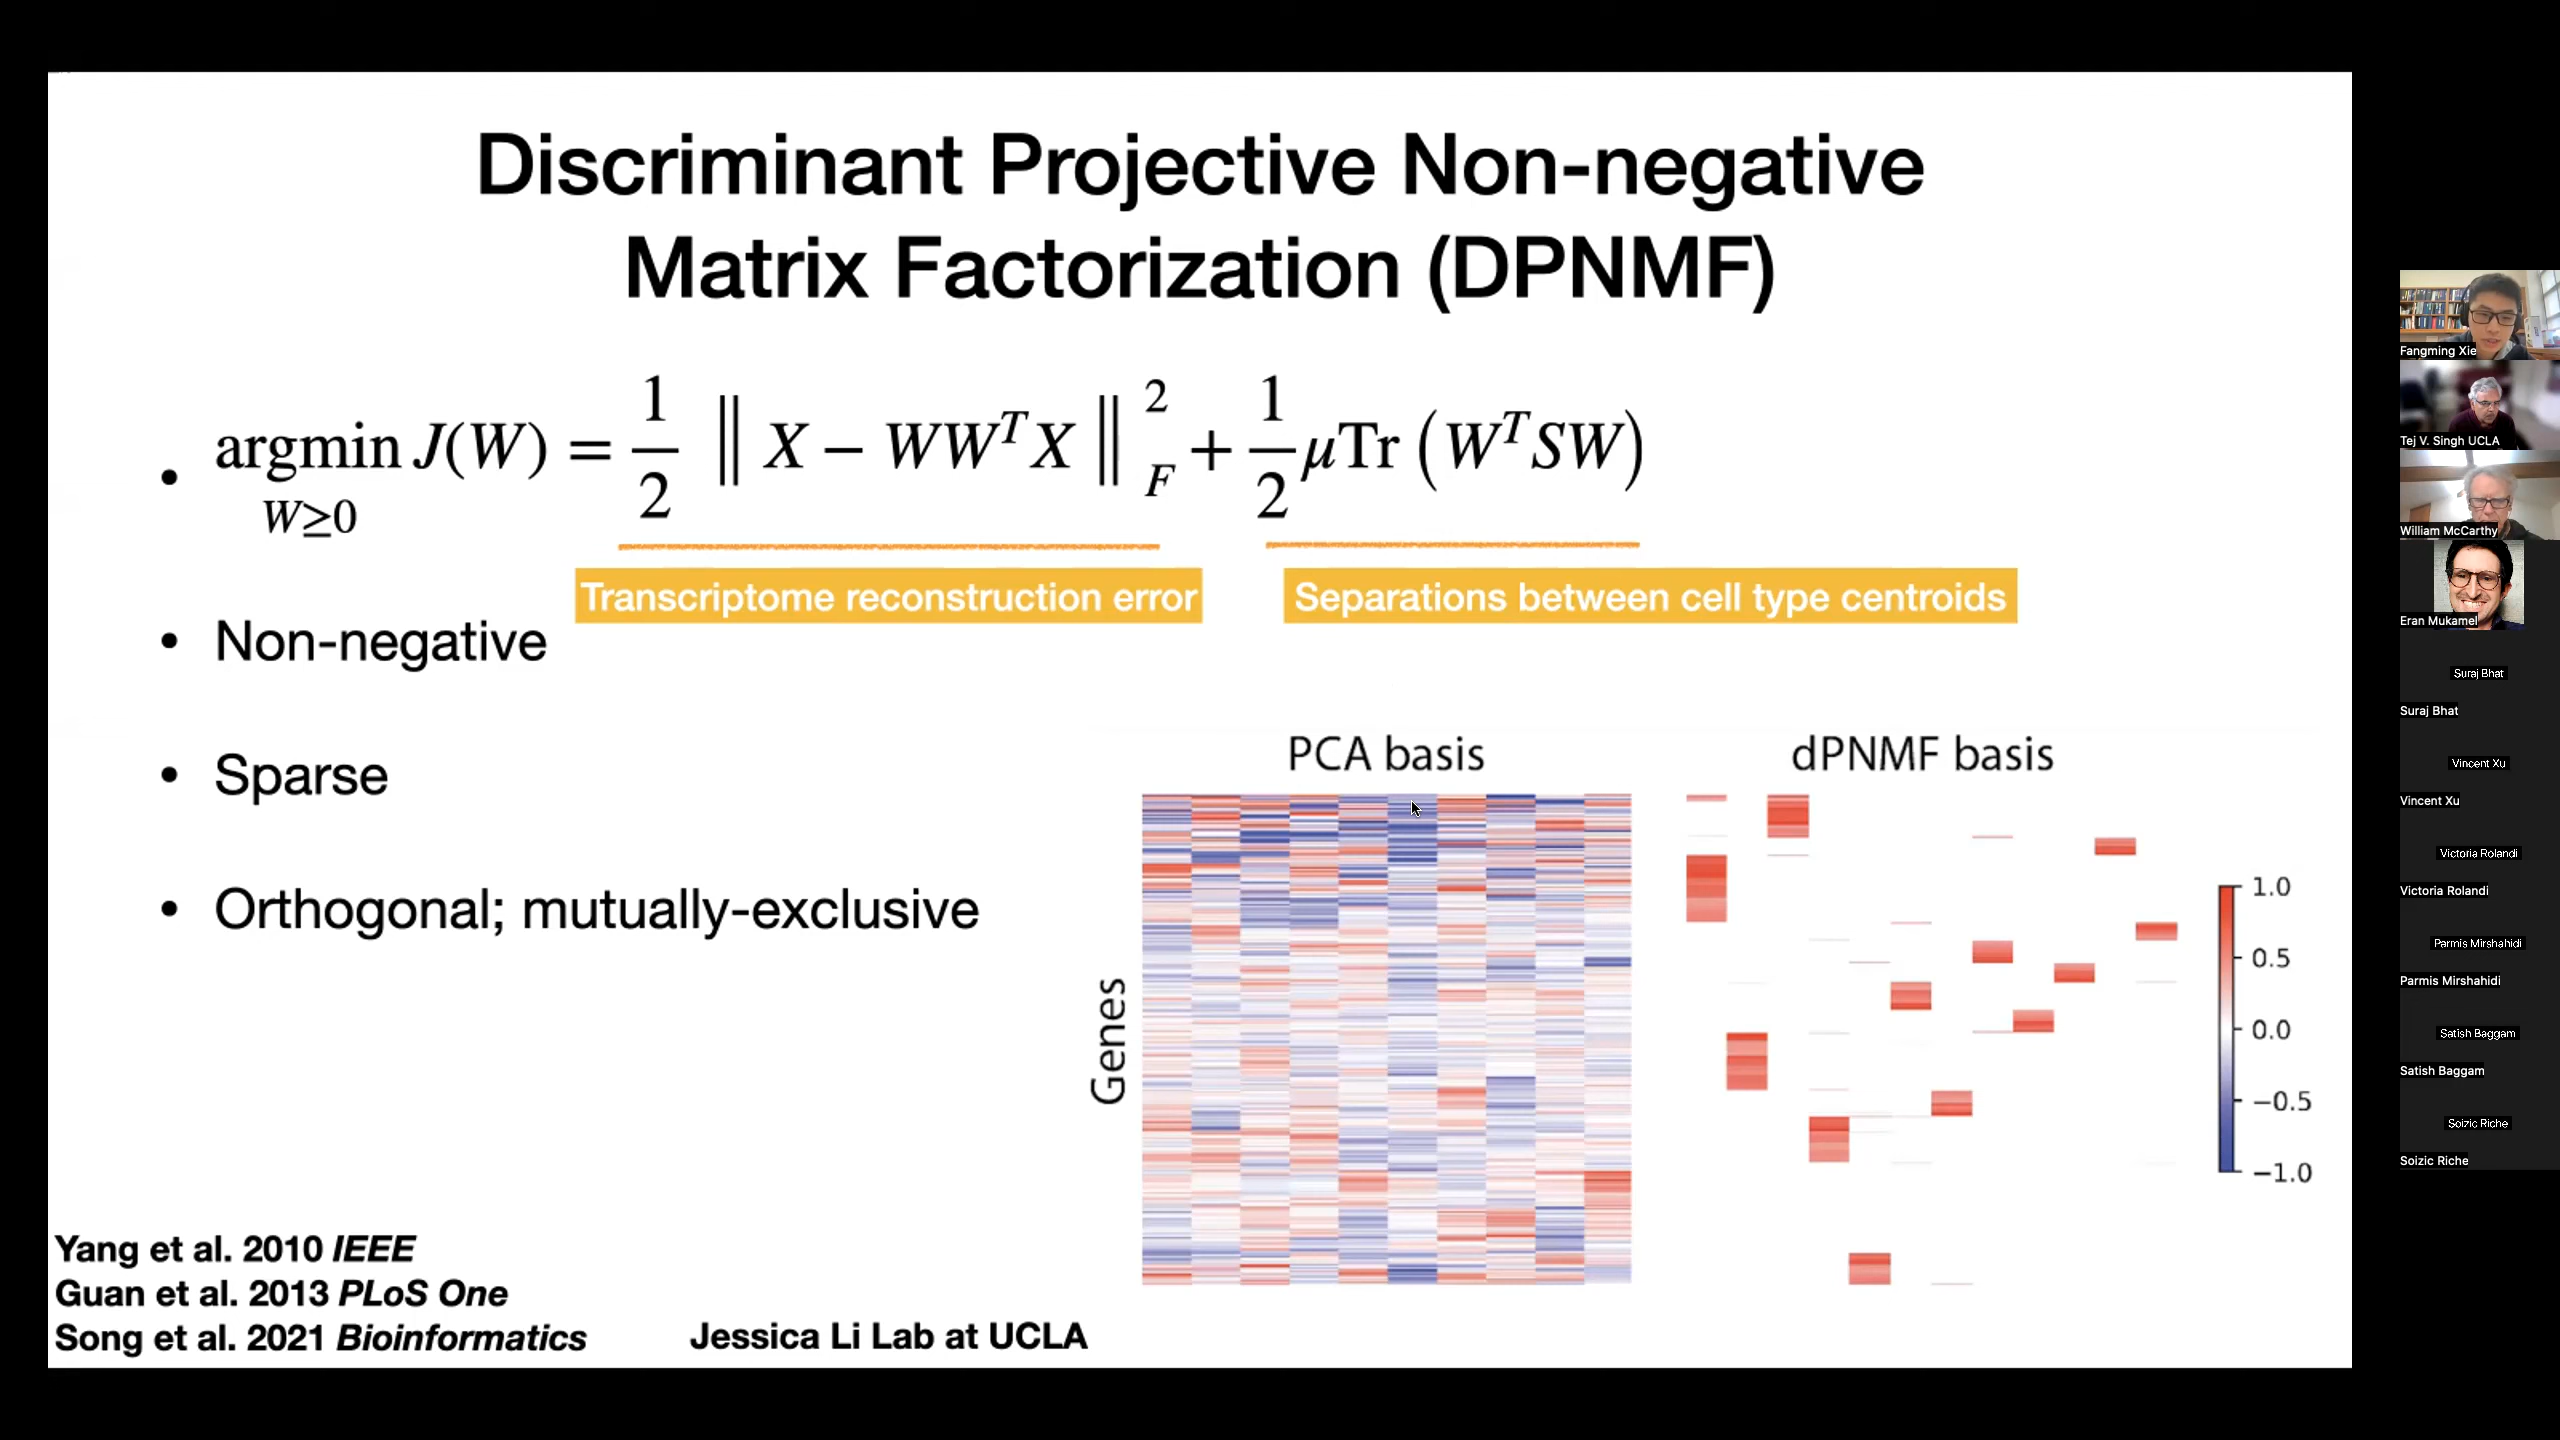 Discriminant Projective Non-negative
Matrix Factorization (DPNMF)
• argmin J(W) = 1/2 ‖ X − WWᵀX ‖²_F + 1/2 μTr (WᵀSW)
W≥0
Transcriptome reconstruction error
Separations between cell type centroids
• Non-negative
• Sparse
• Orthogonal; mutually-exclusive
PCA basis
dPNMF basis
Genes
1.0
0.5
0.0
−0.5
−1.0
Yang et al. 2010 IEEE
Guan et al. 2013 PLoS One
Song et al. 2021 Bioinformatics
Jessica Li Lab at UCLA
Fangming Xie
Tej V. Singh UCLA
William McCarthy
Eran Mukamel
Suraj Bhat
Suraj Bhat
Vincent Xu
Vincent Xu
Victoria Rolandi
Victoria Rolandi
Parmis Mirshahidi
Parmis Mirshahidi
Satish Baggam
Satish Baggam
Soizic Riche
Soizic Riche